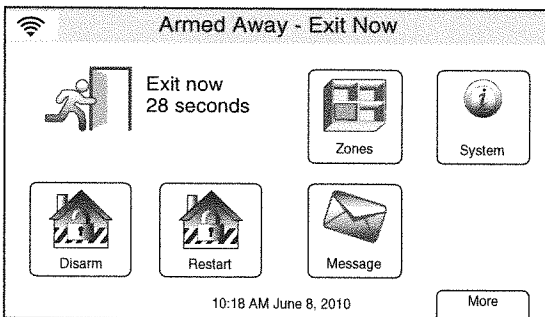 Armed Away - Exit Now
Exit now
28 seconds
Zones
System
Disarm
Restart
Message
10:18 AM June 8, 2010
More